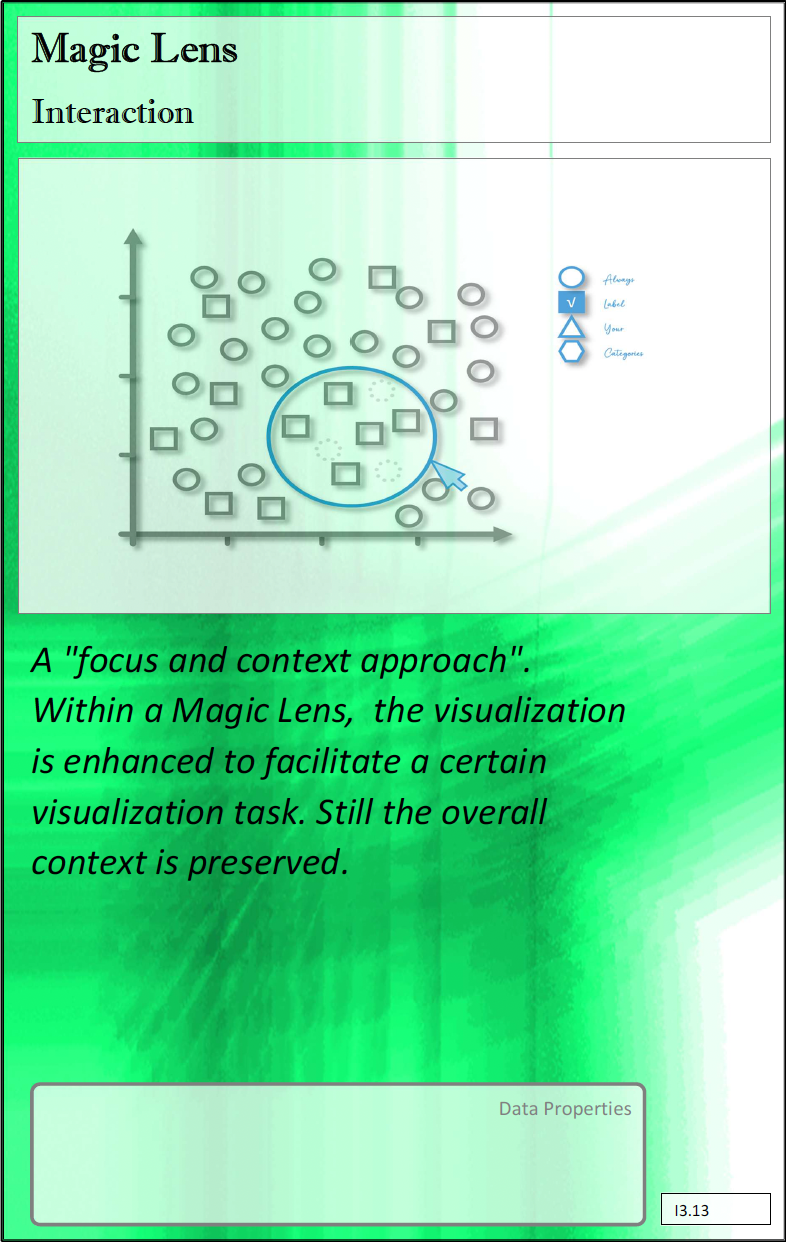 Magic Lens
Interaction
Always
√ Label
Your
Categories
A "focus and context approach".
Within a Magic Lens,  the visualization
is enhanced to facilitate a certain
visualization task. Still the overall
context is preserved.
Data Properties
I3.13